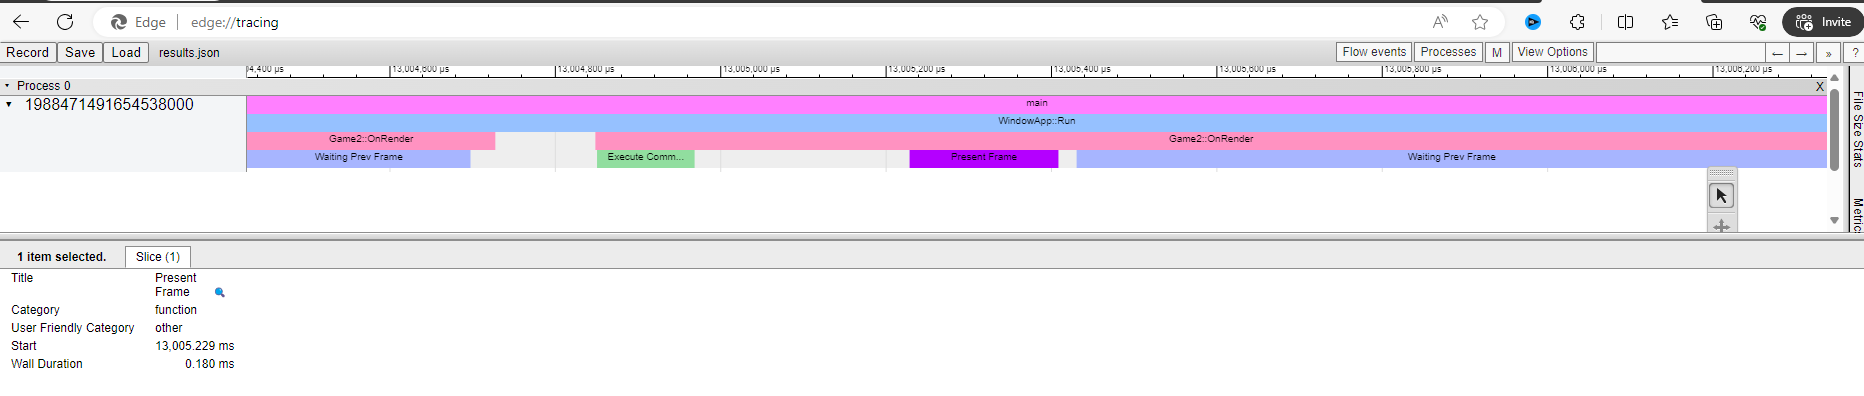 Edge edge://tracing Invite
Record Save Load results.json Flow events Processes M View Options ← → » ?
4,400 µs 13,004,600 µs 13,004,800 µs 13,005,000 µs 13,005,200 µs 13,005,400 µs 13,005,600 µs 13,005,800 µs 13,006,000 µs 13,006,200 µs
Process 0 X
1988471491654538000 main
WindowApp::Run
Game2::OnRender Game2::OnRender
Waiting Prev Frame Execute Comm... Present Frame Waiting Prev Frame
File Size Stats
Metric
1 item selected. Slice (1)
Title Present
Frame
Category function
User Friendly Category other
Start 13,005.229 ms
Wall Duration 0.180 ms